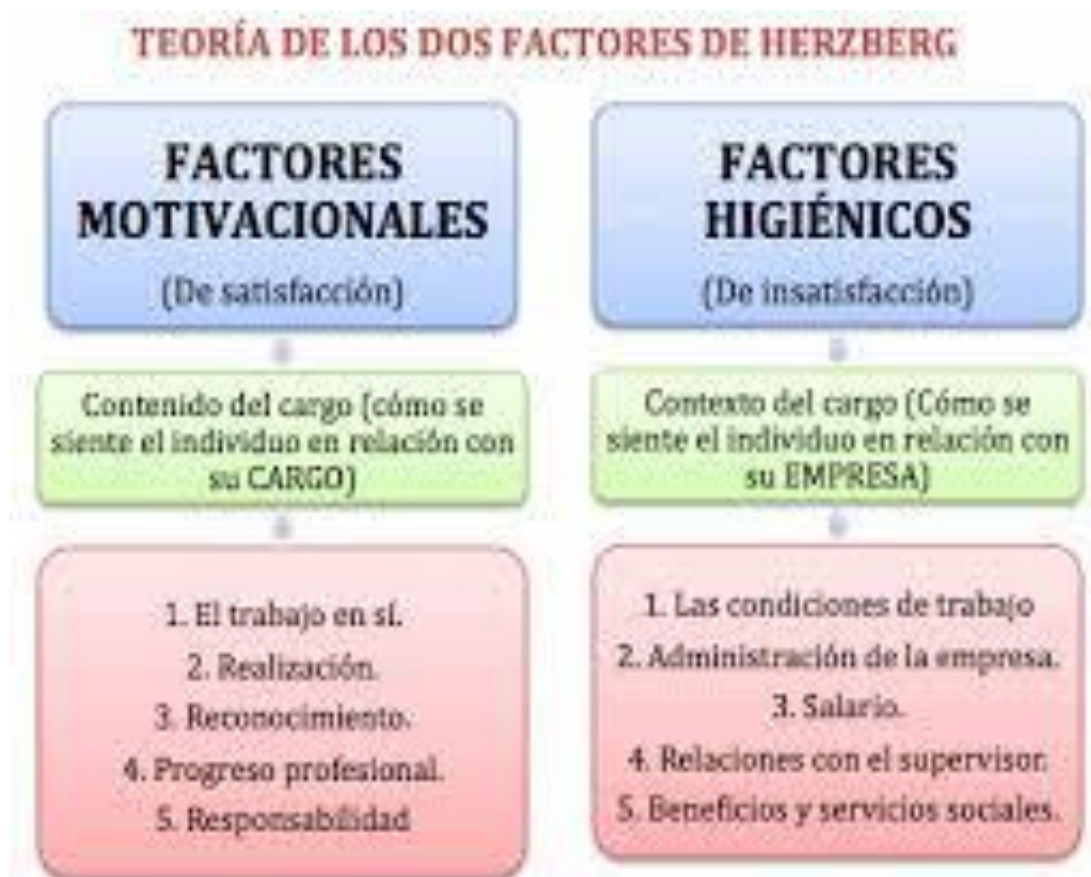 TEORÍA DE LOS DOS FACTORES DE HERZBERG
FACTORES
MOTIVACIONALES
(De satisfacción)
Contenido del cargo (cómo se
siente el individuo en relación con
su CARGO)
1. El trabajo en sí.
2. Realización.
3. Reconocimiento.
4. Progreso profesional.
5. Responsabilidad
FACTORES
HIGIÉNICOS
(De insatisfacción)
Contexto del cargo (Cómo se
siente el individuo en relación con
su EMPRESA)
1. Las condiciones de trabajo
2. Administración de la empresa.
3. Salario.
4. Relaciones con el supervisor.
5. Beneficios y servicios sociales.